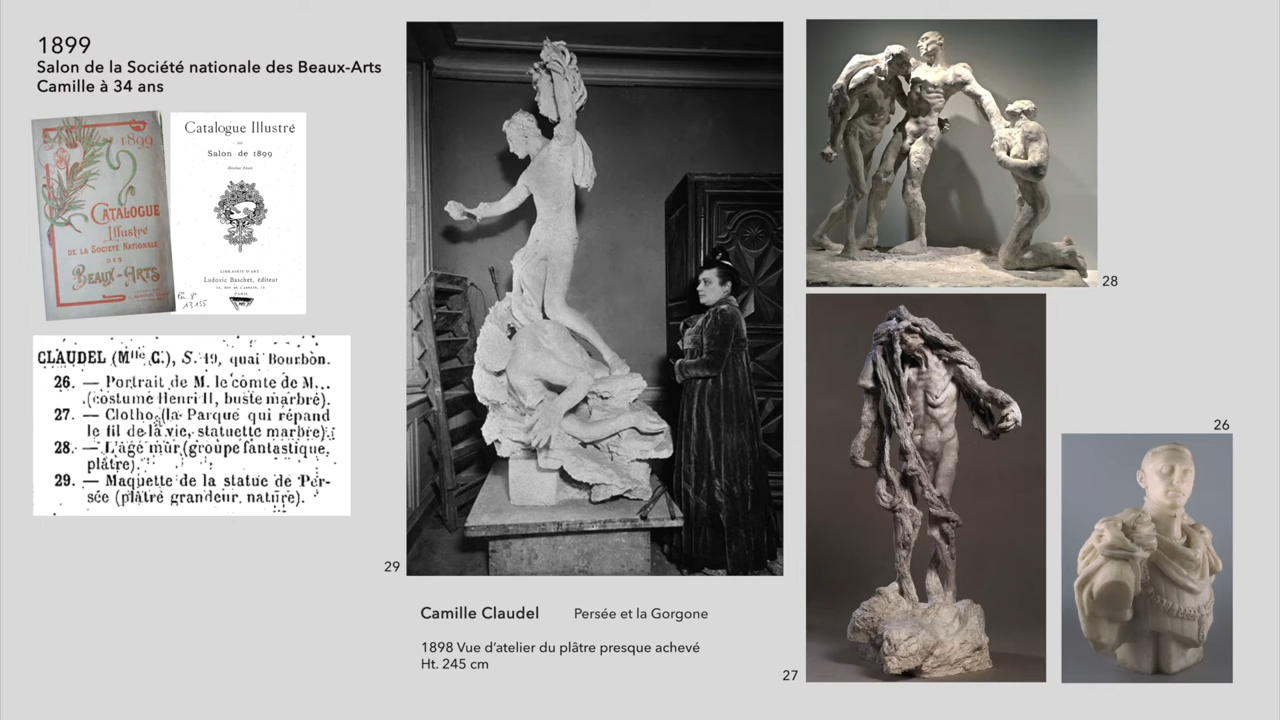 1899
Salon de la Société nationale des Beaux-Arts
Camille à 34 ans
1899
CATALOGUE
Illustré
DE LA SOCIÉTÉ NATIONALE
DES
BEAUX-ARTS
Catalogue Illustré
DU
Salon de 1899
LIBRAIRIE D'ART
Ludovic Baschet, éditeur
PARIS
13155
CLAUDEL (Mlle C.), S. 19, quai Bourbon.
26. — Portrait de M. le comte de M...
(costume Henri II, buste marbre).
27. — Clotho (la Parque qui répand
le fil de la vie, statuette marbre).
28. — L'âge mûr (groupe fantastique,
plâtre).
29. — Maquette de la statue de Per-
sée (plâtre grandeur nature).
29
Camille Claudel Persée et la Gorgone
1898 Vue d'atelier du plâtre presque achevé
Ht. 245 cm
28
27
26